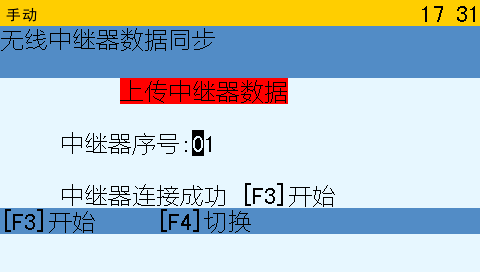 手动 17 31
无线中继器数据同步
上传中继器数据
中继器序号:01
中继器连接成功 [F3]开始
[F3]开始 [F4]切换